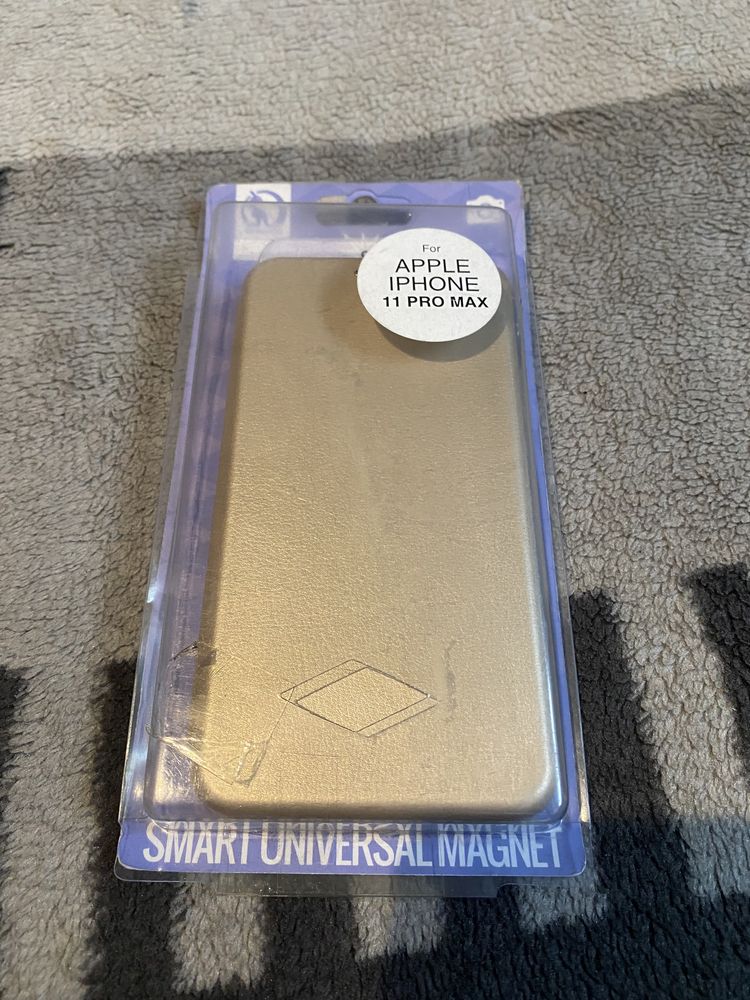 For
APPLE
IPHONE
11 PRO MAX
SMART UNIVERSAL MAGNET